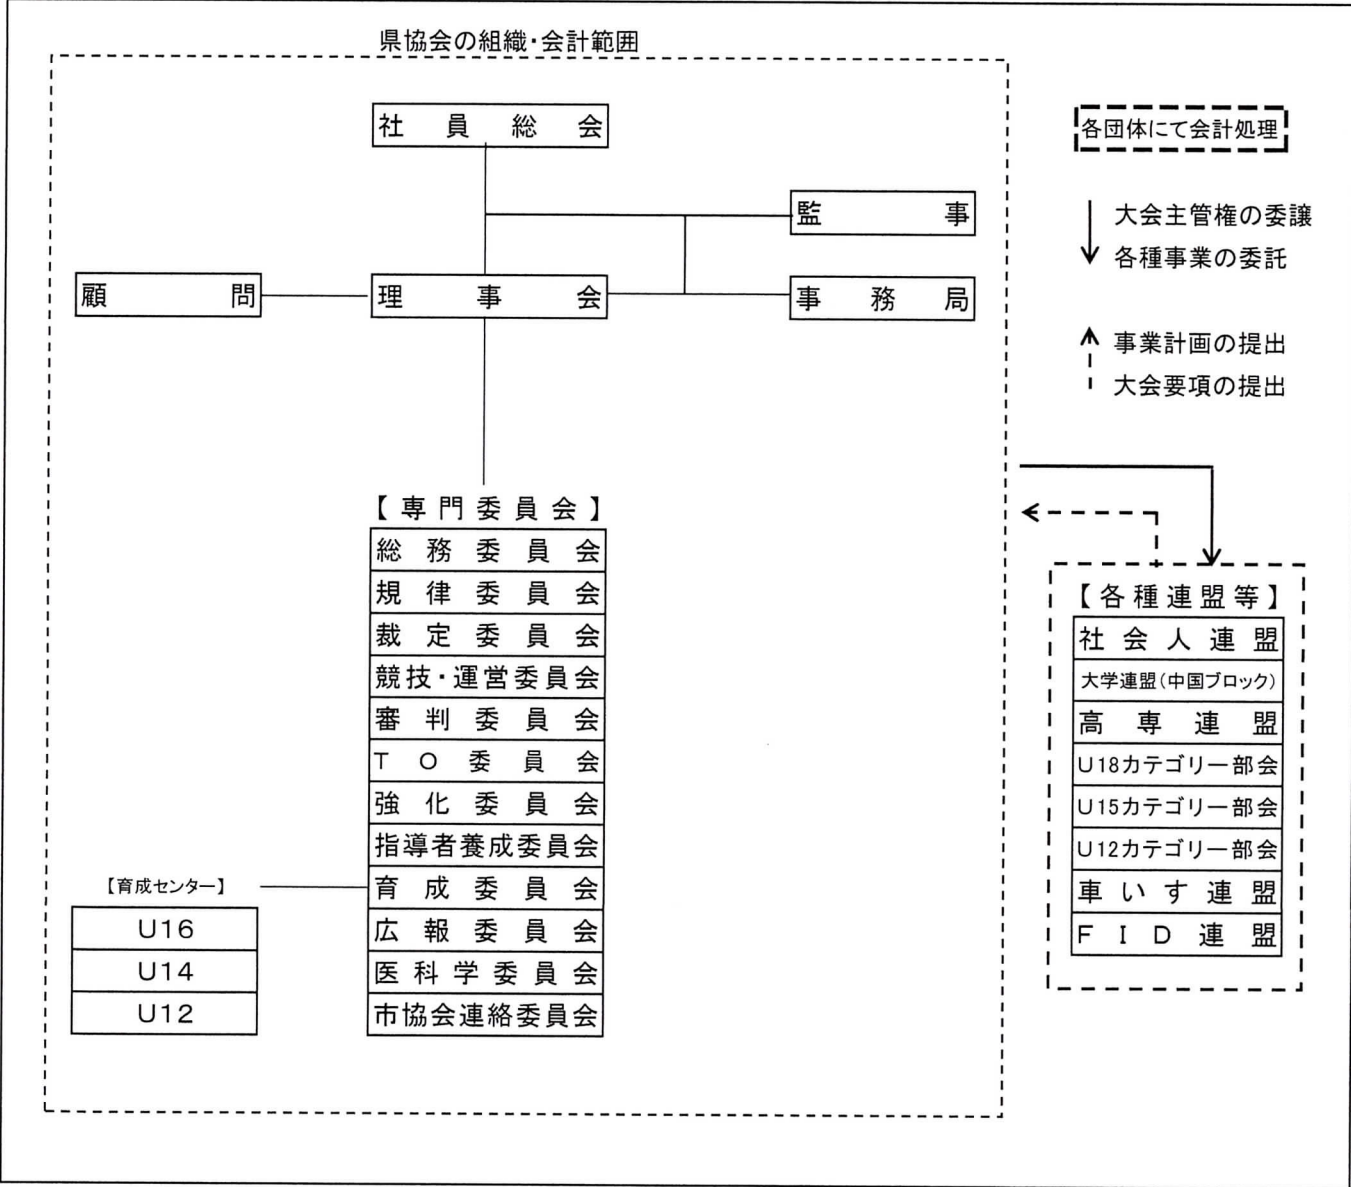 県協会の組織・会計範囲
社員総会
各団体にて会計処理
監事
大会主管権の委譲
各種事業の委託
顧問
理事会
事務局
事業計画の提出
大会要項の提出
【専門委員会】
総務委員会
規律委員会
裁定委員会
競技・運営委員会
審判委員会
TO委員会
強化委員会
指導者養成委員会
育成委員会
広報委員会
医科学委員会
市協会連絡委員会
【育成センター】
U16
U14
U12
【各種連盟等】
社会人連盟
大学連盟(中国ブロック)
高専連盟
U18カテゴリー部会
U15カテゴリー部会
U12カテゴリー部会
車いす連盟
FID連盟